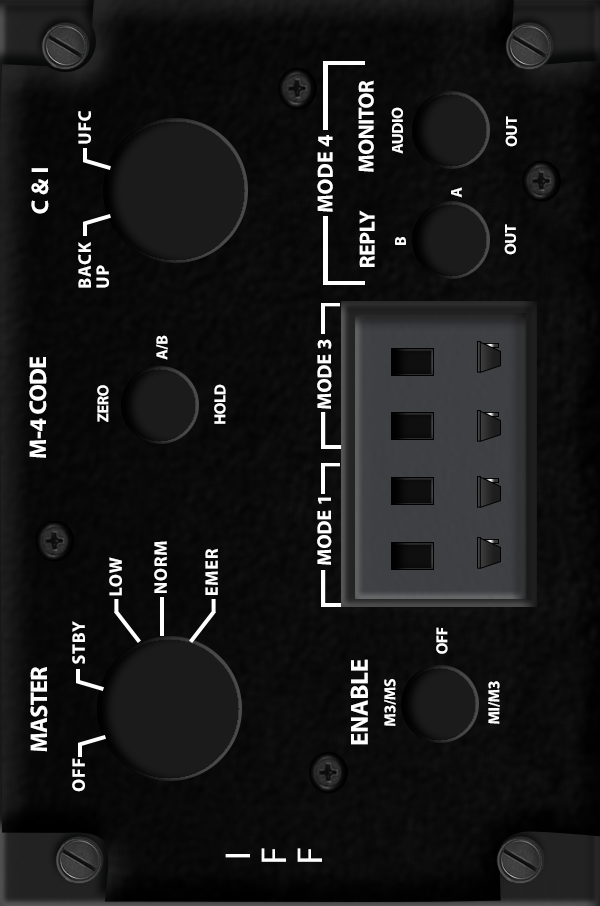 I
F
F
MASTER
OFF
STBY
LOW
NORM
EMER
M-4 CODE
ZERO
A/B
HOLD
C & I
BACK
UP
UFC
ENABLE
M3/MS
OFF
MI/M3
MODE 1
MODE 3
MODE 4
REPLY
B
A
OUT
MONITOR
AUDIO
OUT